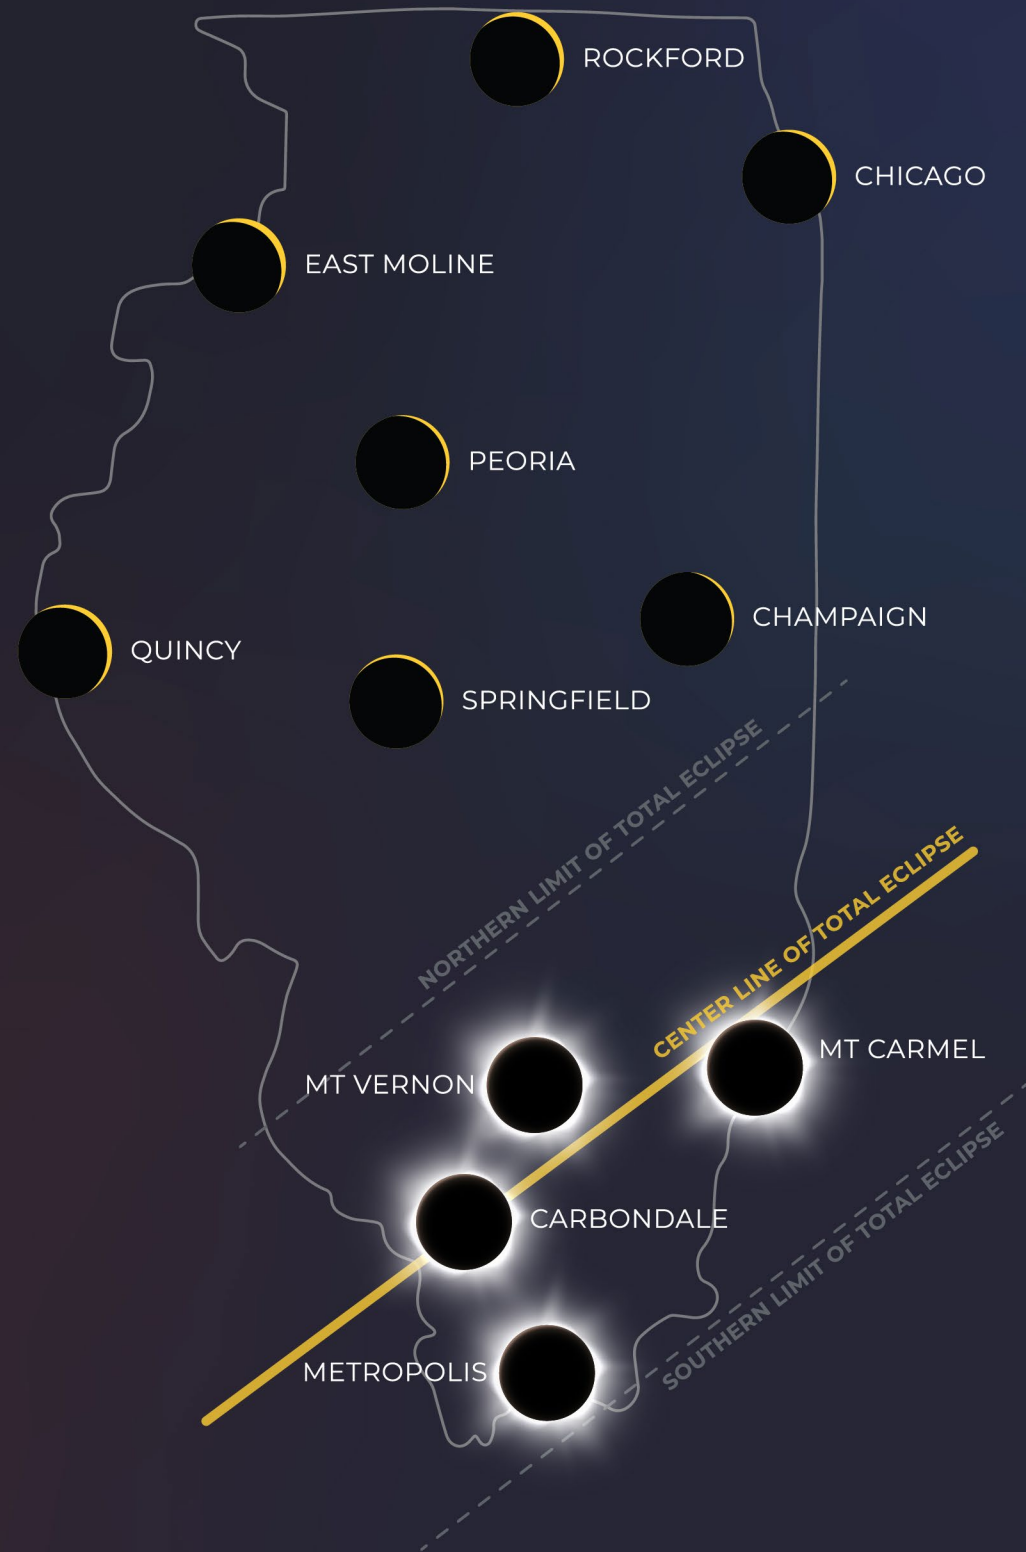 ROCKFORD
CHICAGO
EAST MOLINE
PEORIA
CHAMPAIGN
QUINCY
SPRINGFIELD
NORTHERN LIMIT OF TOTAL ECLIPSE
CENTER LINE OF TOTAL ECLIPSE
MT CARMEL
MT VERNON
CARBONDALE
SOUTHERN LIMIT OF TOTAL ECLIPSE
METROPOLIS